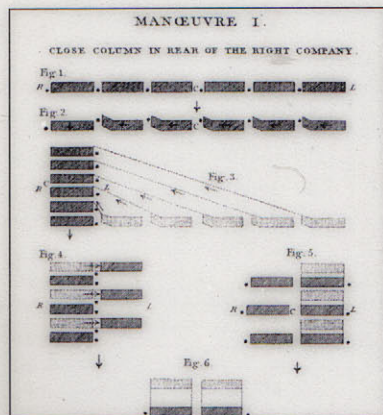 MANŒUVRE I.
CLOSE COLUMN IN REAR OF THE RIGHT COMPANY.
Fig. 1.
R C L
Fig. 2.
C
Fig. 3.
R C L
Fig. 4. Fig. 5.
R L R C L
Fig. 6.